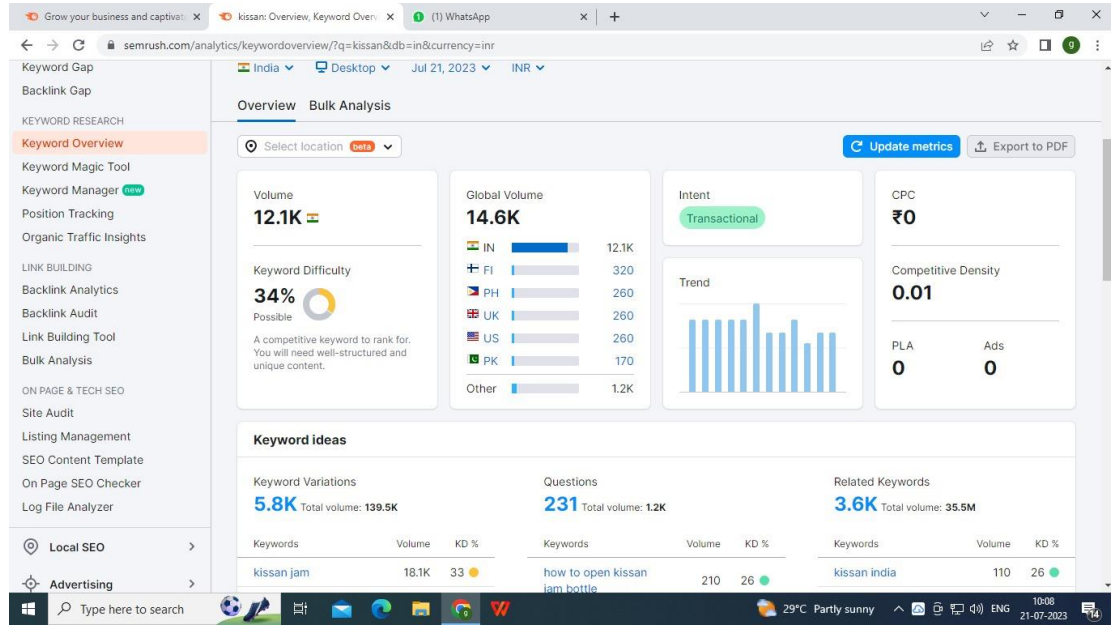 Grow your business and captivat
kissan: Overview, Keyword Overv
(1) WhatsApp
semrush.com/analytics/keywordoverview/?q=kissan&db=in&currency=inr
g
Keyword Gap
Backlink Gap
KEYWORD RESEARCH
Keyword Overview
Keyword Magic Tool
Keyword Manager new
Position Tracking
Organic Traffic Insights
LINK BUILDING
Backlink Analytics
Backlink Audit
Link Building Tool
Bulk Analysis
ON PAGE & TECH SEO
Site Audit
Listing Management
SEO Content Template
On Page SEO Checker
Log File Analyzer
Local SEO
Advertising
India Desktop Jul 21, 2023 INR
Overview Bulk Analysis
Select location beta
Update metrics Export to PDF
Volume
12.1K
Keyword Difficulty
34%
Possible
A competitive keyword to rank for.
You will need well-structured and
unique content.
Global Volume
14.6K
IN 12.1K
FI 320
PH 260
UK 260
US 260
PK 170
Other 1.2K
Intent
Transactional
Trend
CPC
₹0
Competitive Density
0.01
PLA Ads
0 0
Keyword ideas
Keyword Variations
5.8K Total volume: 139.5K
Keywords Volume KD %
kissan jam 18.1K 33
Questions
231 Total volume: 1.2K
Keywords Volume KD %
how to open kissan
jam bottle 210 26
Related Keywords
3.6K Total volume: 35.5M
Keywords Volume KD %
kissan india 110 26
Type here to search
29°C Partly sunny
ENG
10:08
21-07-2023
14